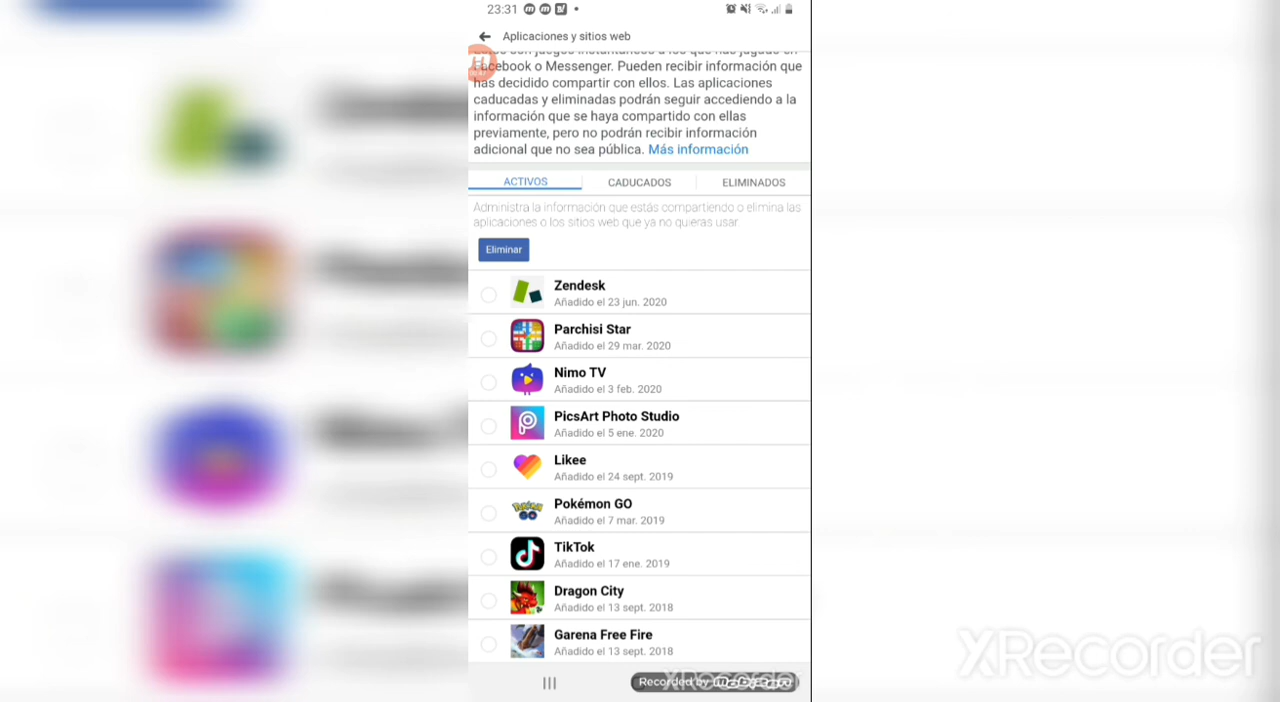 23:31
Aplicaciones y sitios web
Facebook o Messenger. Pueden recibir información que
has decidido compartir con ellos. Las aplicaciones
caducadas y eliminadas podrán seguir accediendo a la
información que se haya compartido con ellas
previamente, pero no podrán recibir información
adicional que no sea pública. Más información
ACTIVOS CADUCADOS ELIMINADOS
Administra la información que estás compartiendo o elimina las
aplicaciones o los sitios web que ya no quieras usar
Eliminar
Zendesk
Añadido el 23 jun. 2020
Parchisi Star
Añadido el 29 mar. 2020
Nimo TV
Añadido el 3 feb. 2020
PicsArt Photo Studio
Añadido el 5 ene. 2020
Likee
Añadido el 24 sept. 2019
Pokémon GO
Añadido el 7 mar. 2019
TikTok
Añadido el 17 ene. 2019
Dragon City
Añadido el 13 sept. 2018
Garena Free Fire
Añadido el 13 sept. 2018
XRecorder
Recorded by
XRecorder